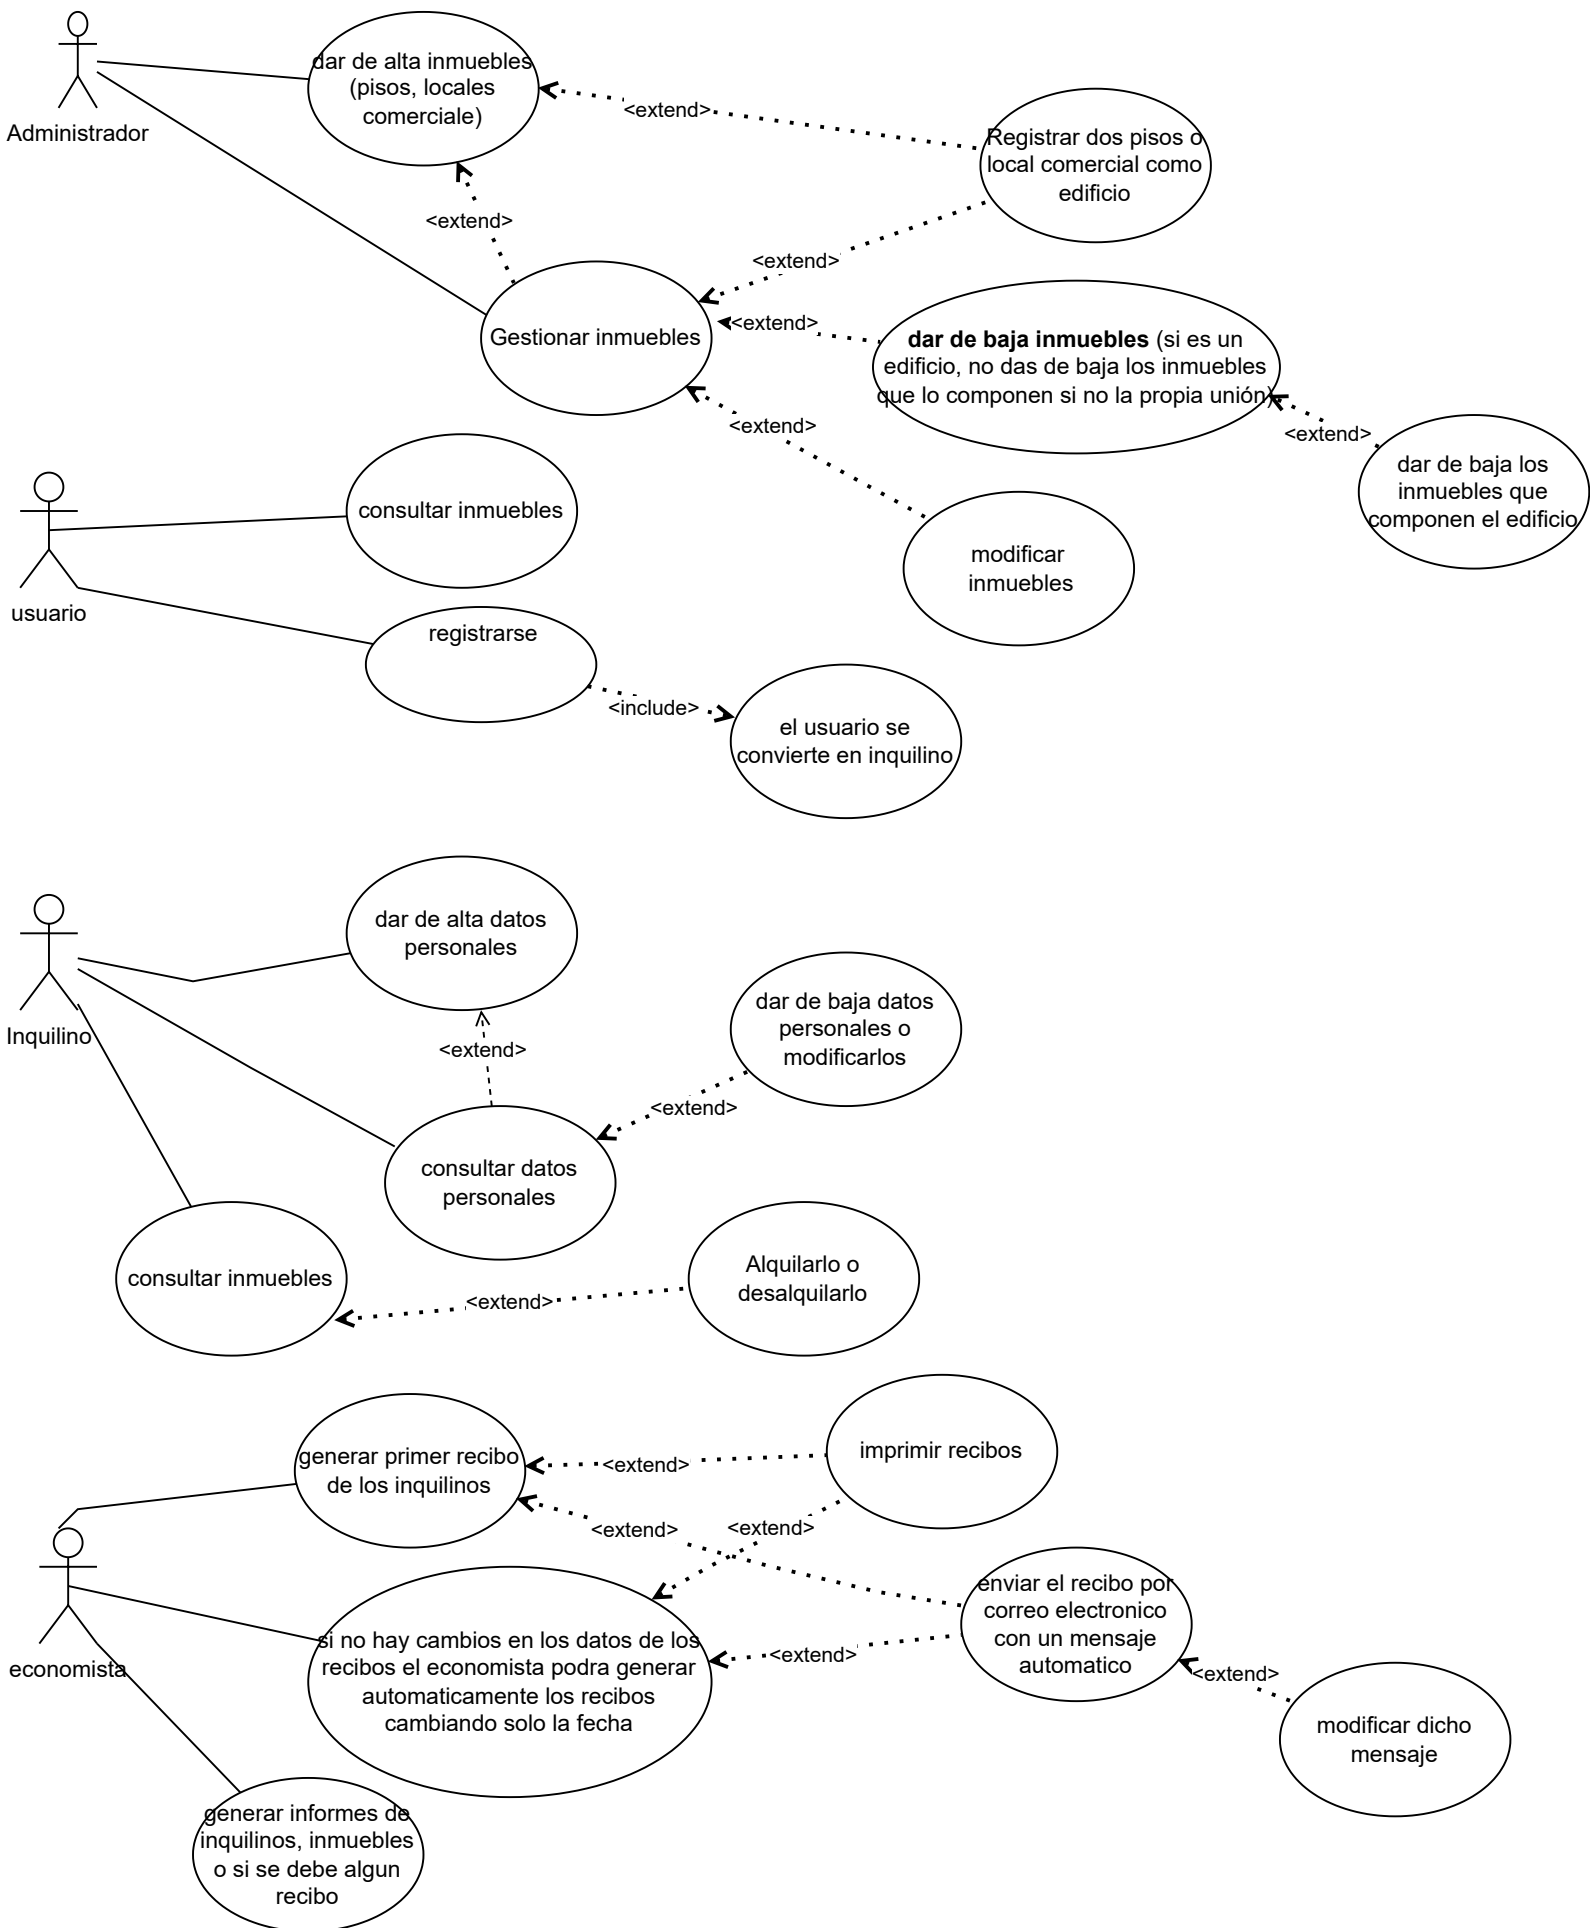 dar de alta inmuebles
(pisos, locales
comerciale)
Administrador
<extend>
Registrar dos pisos o
local comercial como
edificio
<extend>
<extend>
Gestionar inmuebles
<extend>
dar de baja inmuebles (si es un
edificio, no das de baja los inmuebles
que lo componen si no la propia unión)
<extend>
<extend>
dar de baja los
inmuebles que
componen el edificio
consultar inmuebles
modificar
inmuebles
usuario
registrarse
<include>
el usuario se
convierte en inquilino
dar de alta datos
personales
Inquilino
<extend>
dar de baja datos
personales o
modificarlos
<extend>
consultar datos
personales
consultar inmuebles
<extend>
Alquilarlo o
desalquilarlo
generar primer recibo
de los inquilinos
<extend>
imprimir recibos
<extend>
<extend>
enviar el recibo por
correo electronico
con un mensaje
automatico
economista
si no hay cambios en los datos de los
recibos el economista podra generar
automaticamente los recibos
cambiando solo la fecha
<extend>
<extend>
modificar dicho
mensaje
generar informes de
inquilinos, inmuebles
o si se debe algun
recibo